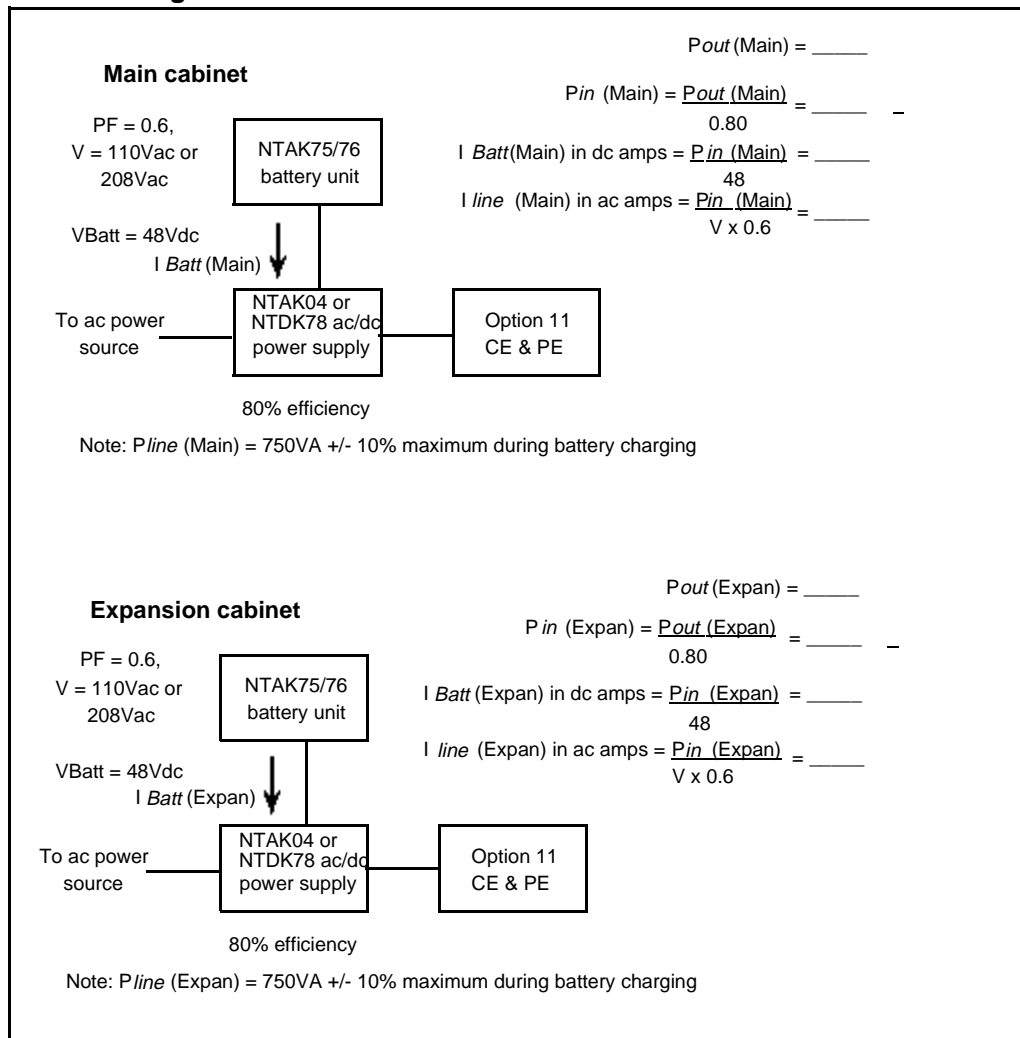 Pout (Main) = _____
Main cabinet
Pin (Main) = Pout (Main) = _____ _
0.80
PF = 0.6,
V = 110Vac or
208Vac
NTAK75/76
battery unit
I Batt(Main) in dc amps = Pin (Main) = _____
48
I line (Main) in ac amps = Pin (Main) = _____
V x 0.6
VBatt = 48Vdc
I Batt (Main)
To ac power
source
NTAK04 or
NTDK78 ac/dc
power supply
Option 11
CE & PE
80% efficiency
Note: Pline (Main) = 750VA +/- 10% maximum during battery charging
Pout (Expan) = _____
Expansion cabinet
Pin (Expan) = Pout (Expan) = _____ _
0.80
PF = 0.6,
V = 110Vac or
208Vac
NTAK75/76
battery unit
I Batt (Expan) in dc amps = Pin (Expan) = _____
48
I line (Expan) in ac amps = Pin (Expan) = _____
V x 0.6
VBatt = 48Vdc
I Batt (Expan)
To ac power
source
NTAK04 or
NTDK78 ac/dc
power supply
Option 11
CE & PE
80% efficiency
Note: Pline (Expan) = 750VA +/- 10% maximum during battery charging